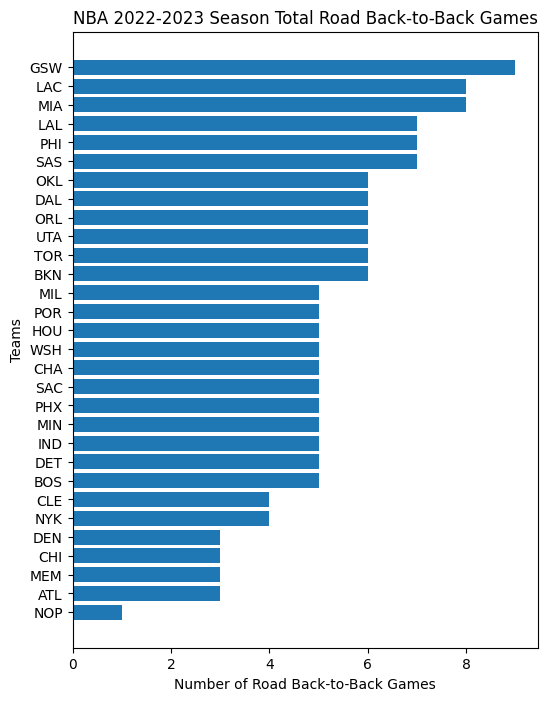 NBA 2022-2023 Season Total Road Back-to-Back Games
Teams
GSW
LAC
MIA
LAL
PHI
SAS
OKL
DAL
ORL
UTA
TOR
BKN
MIL
POR
HOU
WSH
CHA
SAC
PHX
MIN
IND
DET
BOS
CLE
NYK
DEN
CHI
MEM
ATL
NOP
0 2 4 6 8
Number of Road Back-to-Back Games